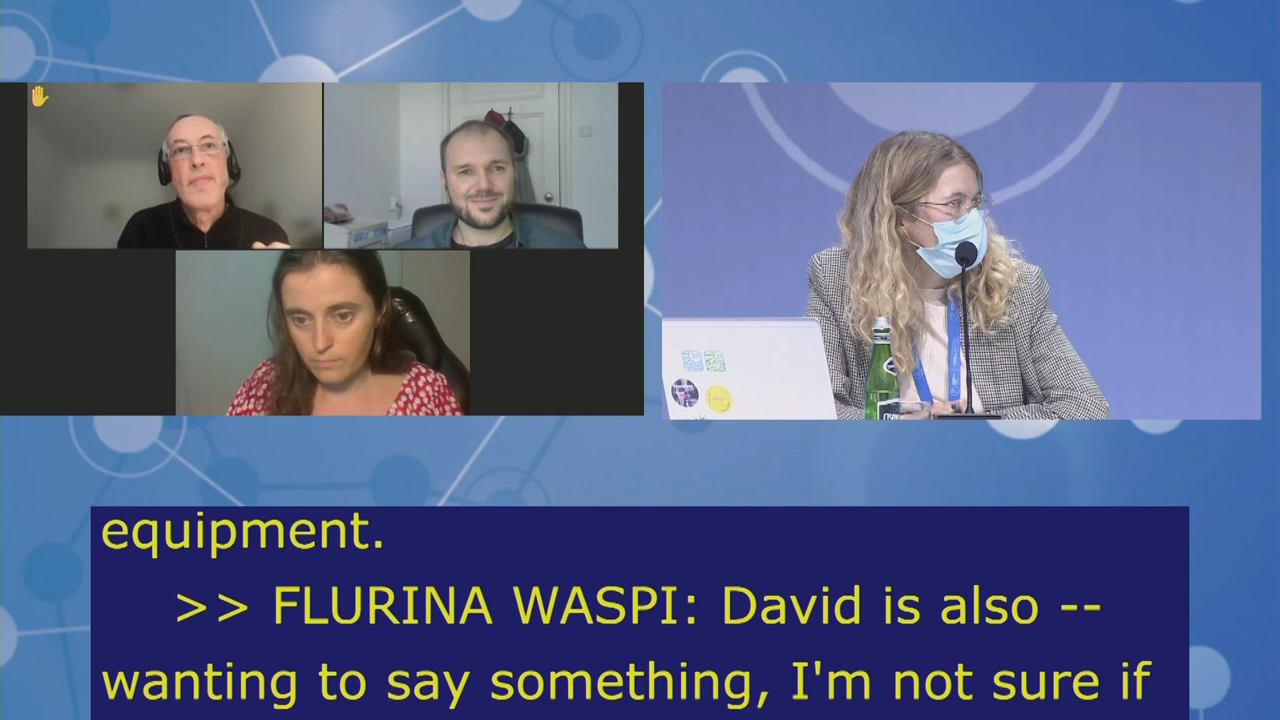 equipment.
>> FLURINA WASPI: David is also --
wanting to say something, I'm not sure if